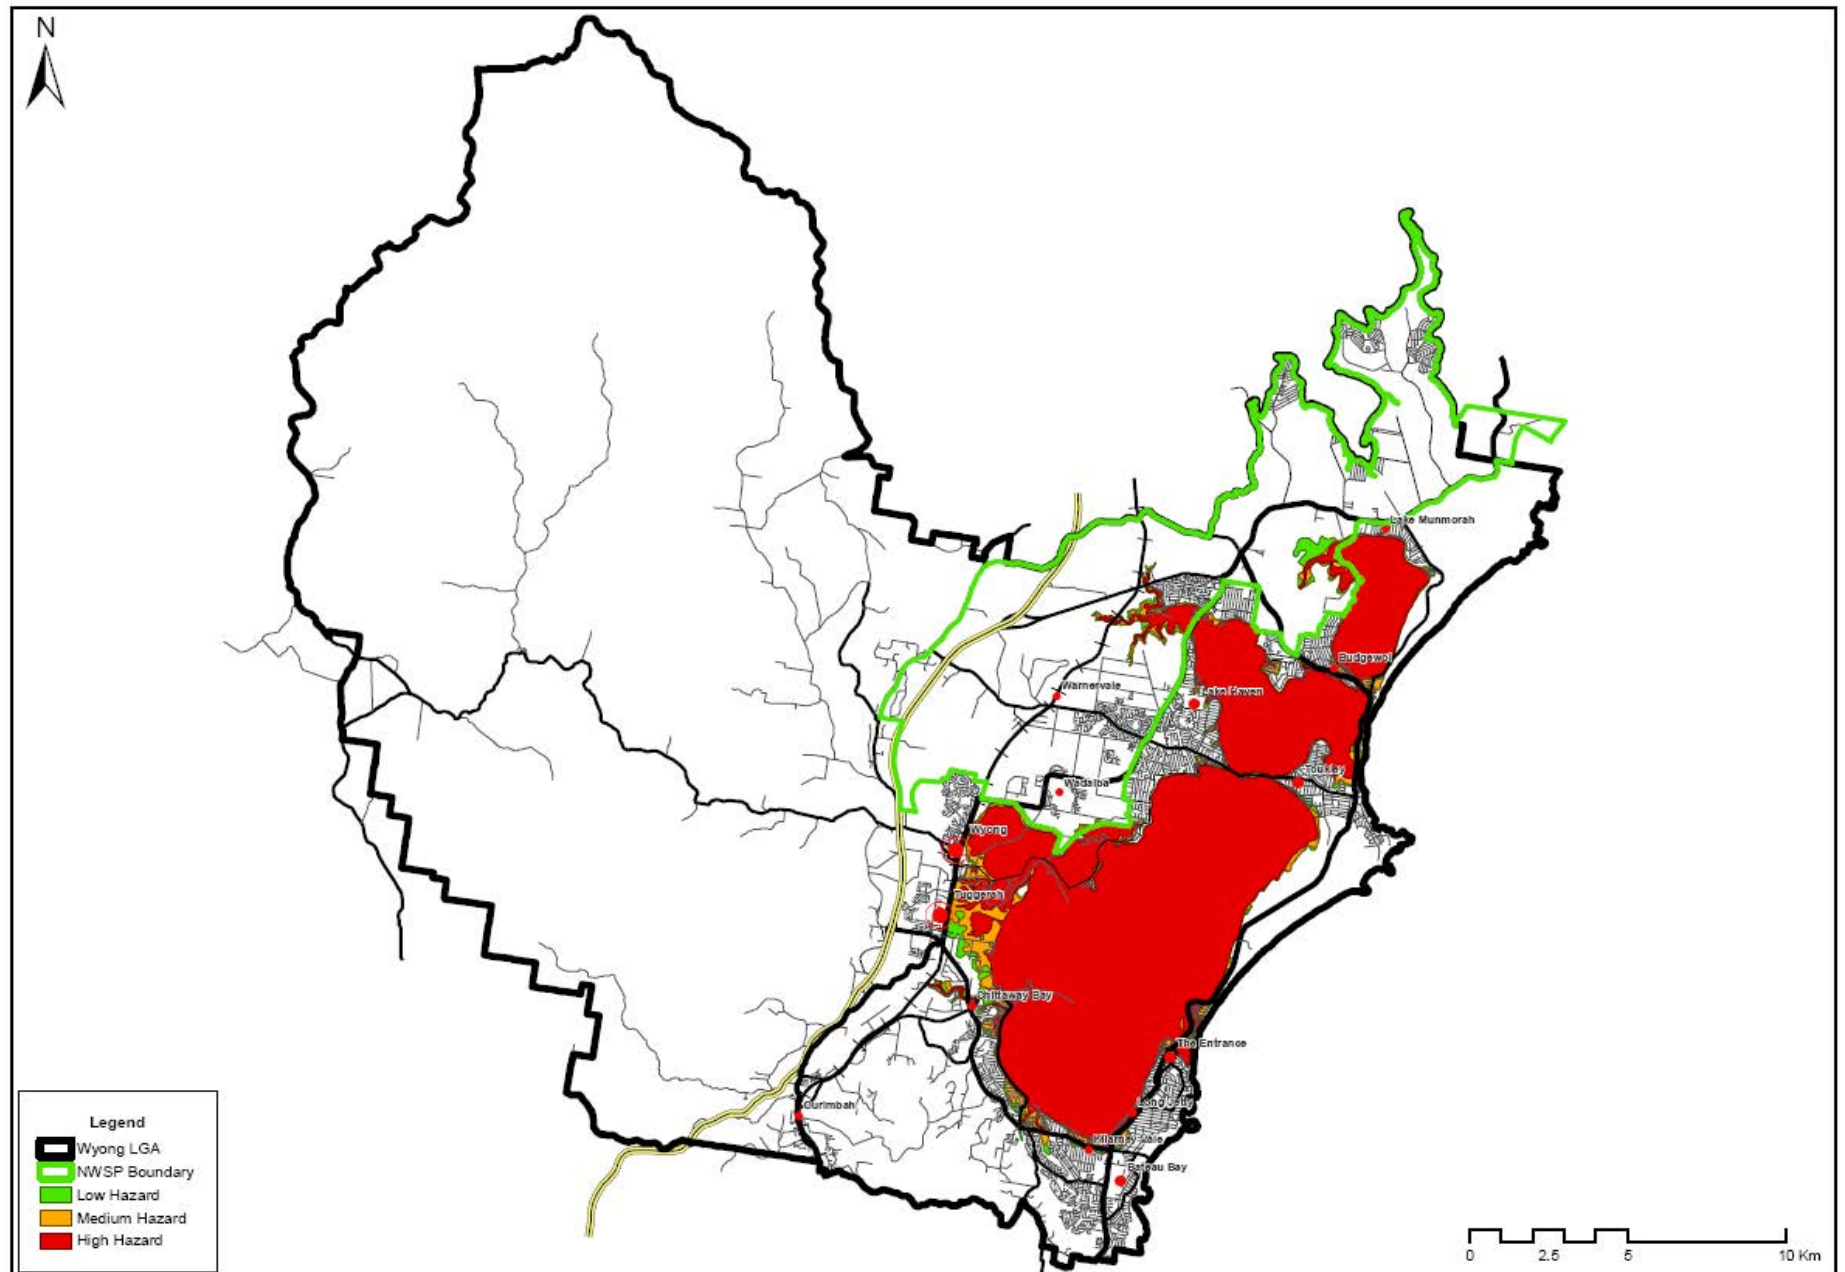 N
Lake Munmorah
Budgewoi
Warnervale
Lake Haven
Toukley
Wadalba
Wyong
Tuggerah
Chittaway Bay
The Entrance
Long Jetty
Ourimbah
Kilarney Vale
Bateau Bay
Legend
Wyong LGA
NWSP Boundary
Low Hazard
Medium Hazard
High Hazard
0 2.5 5 10 Km